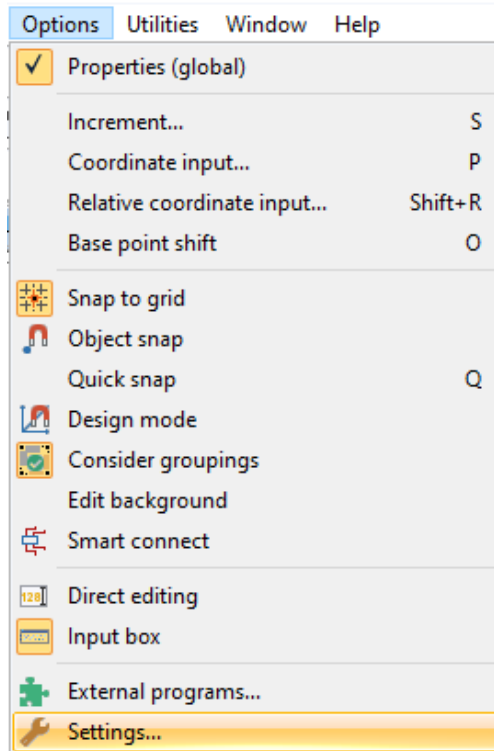 Options Utilities Window Help
Properties (global)
Increment... S
Coordinate input... P
Relative coordinate input... Shift+R
Base point shift O
Snap to grid
Object snap
Quick snap Q
Design mode
Consider groupings
Edit background
Smart connect
128 Direct editing
Input box
External programs...
Settings...